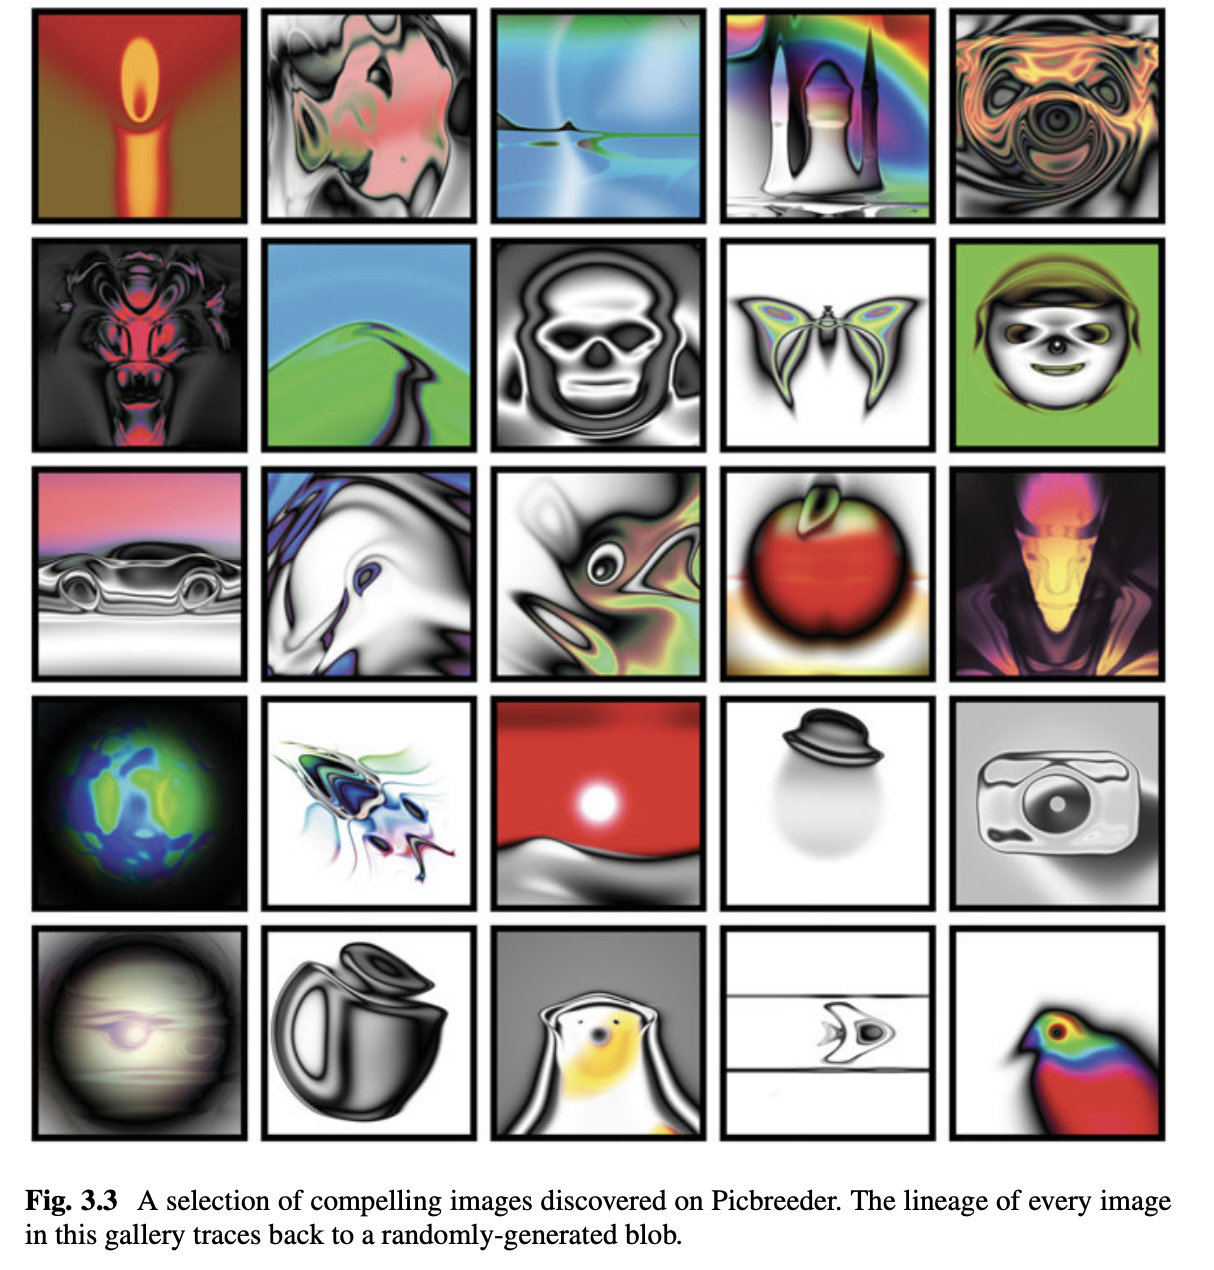 Fig. 3.3 A selection of compelling images discovered on Picbreeder. The lineage of every image
in this gallery traces back to a randomly-generated blob.